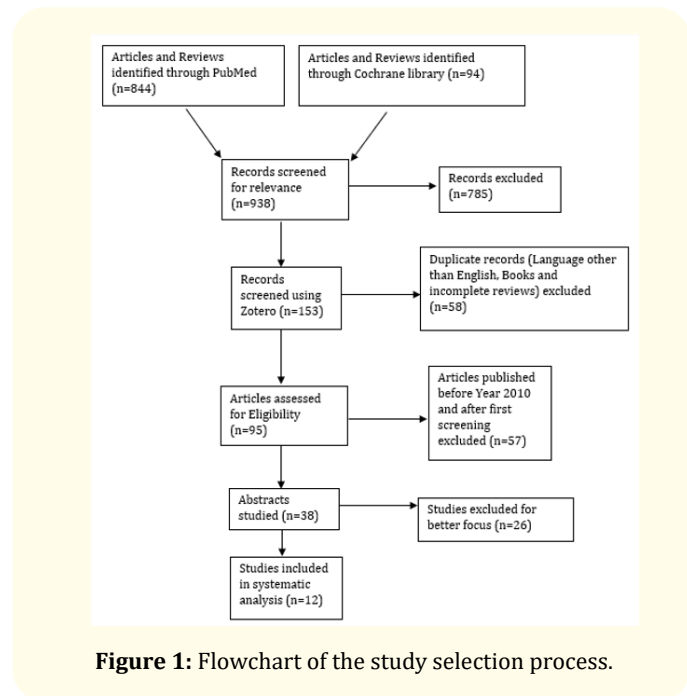 Articles and Reviews
identified through PubMed
(n=844)
Articles and Reviews identified
through Cochrane library (n=94)
Records screened
for relevance
(n=938)
Records excluded
(n=785)
Records
screened using
Zotero (n=153)
Duplicate records (Language other
than English, Books and
incomplete reviews) excluded
(n=58)
Articles assessed
for Eligibility
(n=95)
Articles published
before Year 2010
and after first
screening
excluded (n=57)
Abstracts
studied (n=38)
Studies excluded for
better focus (n=26)
Studies included
in systematic
analysis (n=12)
Figure 1: Flowchart of the study selection process.